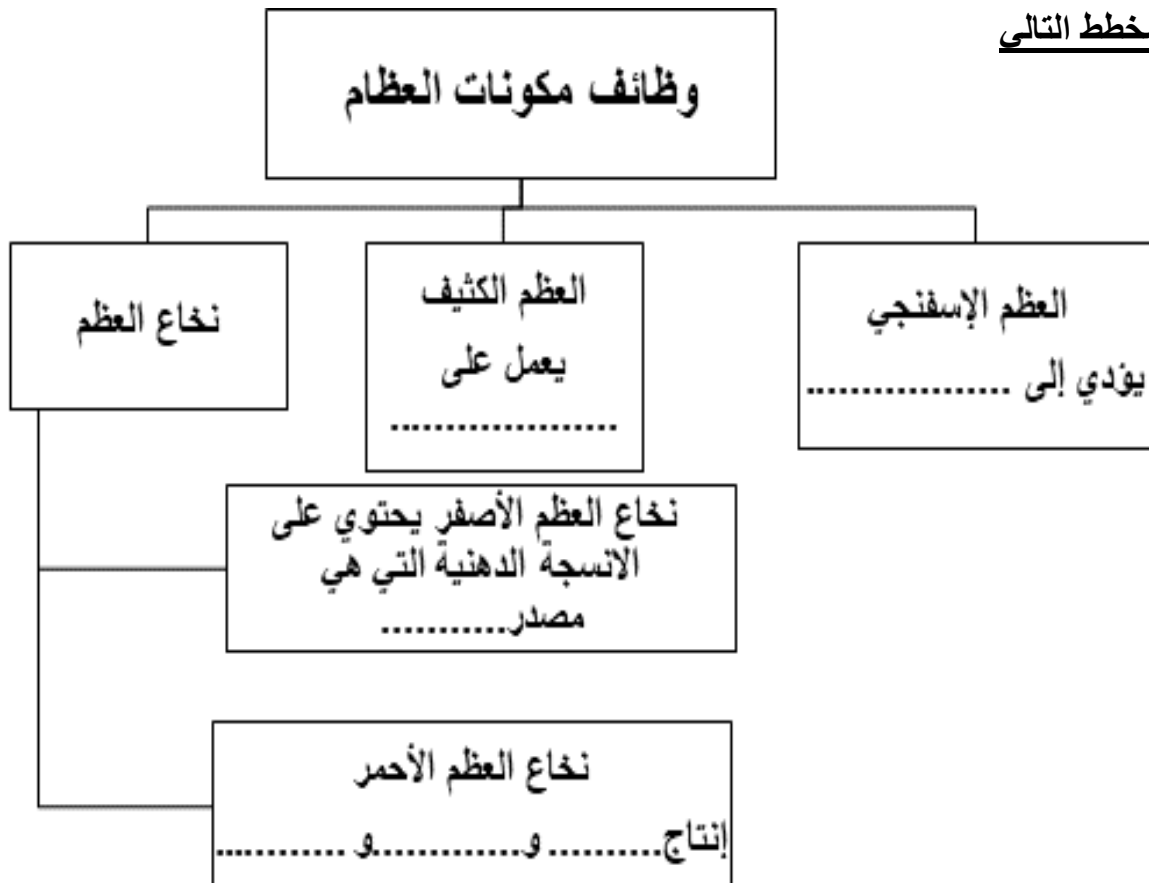 خطط التالي
وظائف مكونات العظام
العظم الإسفنجي
يؤدي إلى ..................
العظم الكثيف
يعمل على
....................
نخاع العظم
نخاع العظم الأصفر يحتوي على
الانسجة الدهنية التي هي
مصدر...........
نخاع العظم الأحمر
إنتاج.......... و............و ............